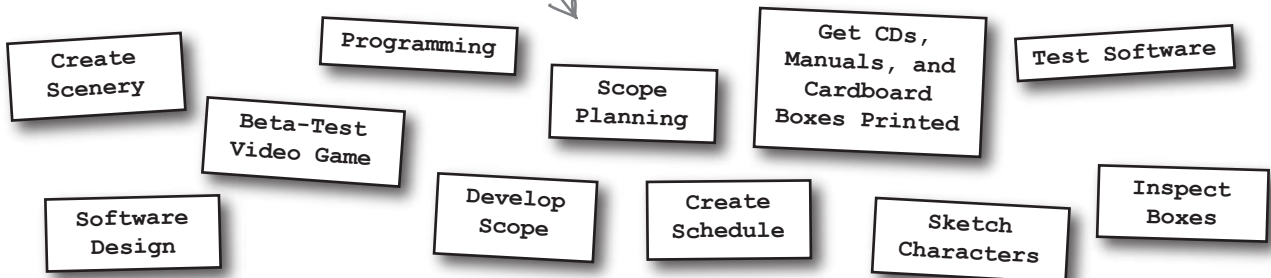 Create
Scenery
Programming
Scope
Planning
Get CDs,
Manuals, and
Cardboard
Boxes Printed
Test Software
Beta-Test
Video Game
Software
Design
Develop
Scope
Create
Schedule
Sketch
Characters
Inspect
Boxes